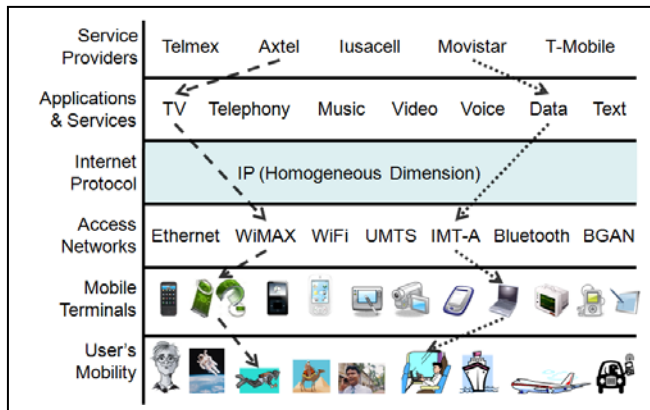 Service
Providers
Telmex Axtel Iusacell Movistar T-Mobile
Applications
& Services
TV Telephony Music Video Voice Data Text
Internet
Protocol
IP (Homogeneous Dimension)
Access
Networks
Ethernet WiMAX WiFi UMTS IMT-A Bluetooth BGAN
Mobile
Terminals
User's
Mobility